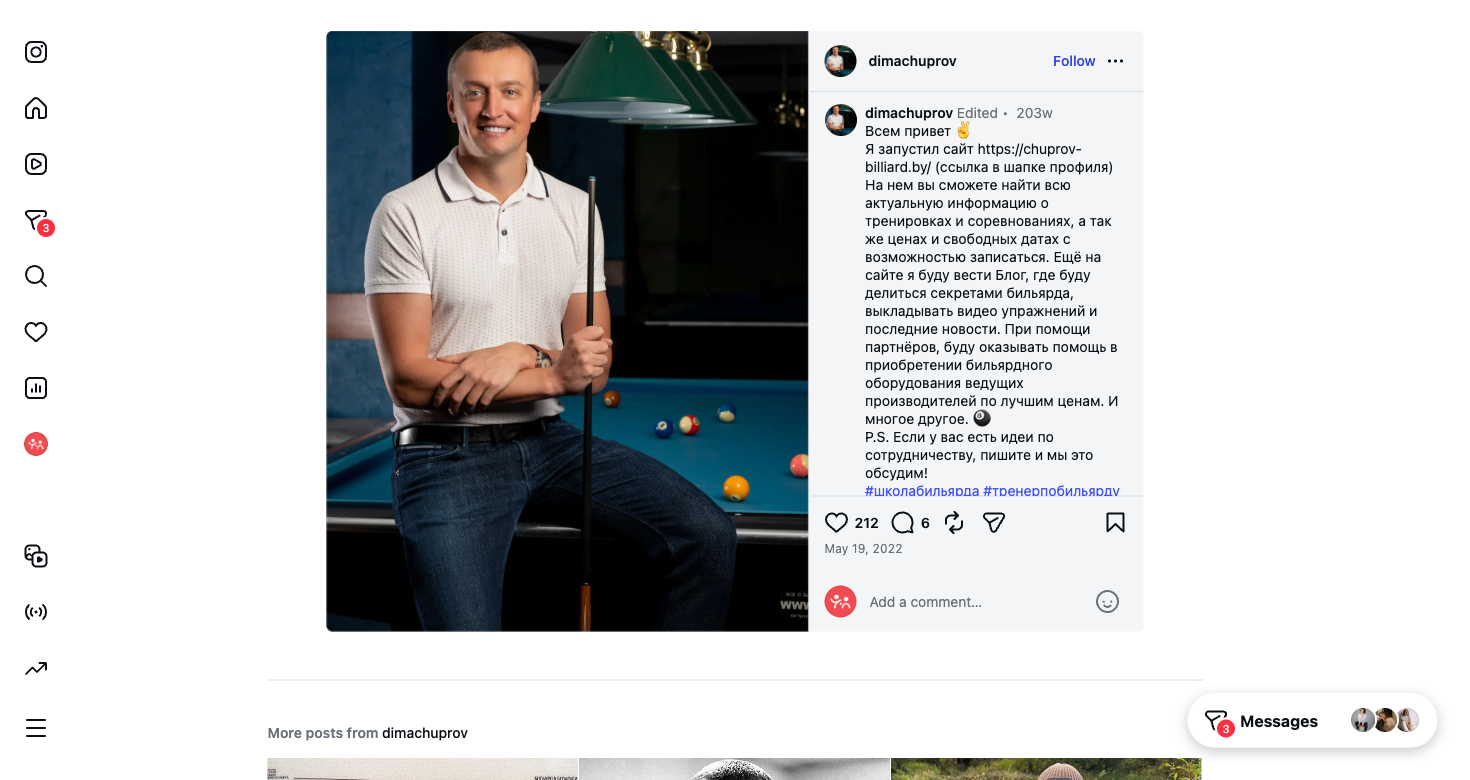 dimachuprov
Follow
dimachuprov Edited • 203w
Всем привет ✌️
Я запустил сайт https://chuprov-
billiard.by/ (ссылка в шапке профиля)
На нем вы сможете найти всю
актуальную информацию о
тренировках и соревнованиях, а так
же ценах и свободных датах с
возможностью записаться. Ещё на
сайте я буду вести Блог, где буду
делиться секретами бильярда,
выкладывать видео упражнений и
последние новости. При помощи
партнёров, буду оказывать помощь в
приобретении бильярдного
оборудования ведущих
производителей по лучшим ценам. И
многое другое. 🎱
P.S. Если у вас есть идеи по
сотрудничеству, пишите и мы это
обсудим!
#школабильярда #тренерпобильярду
212 6
May 19, 2022
Add a comment...
3
www
3
Messages
More posts from dimachuprov